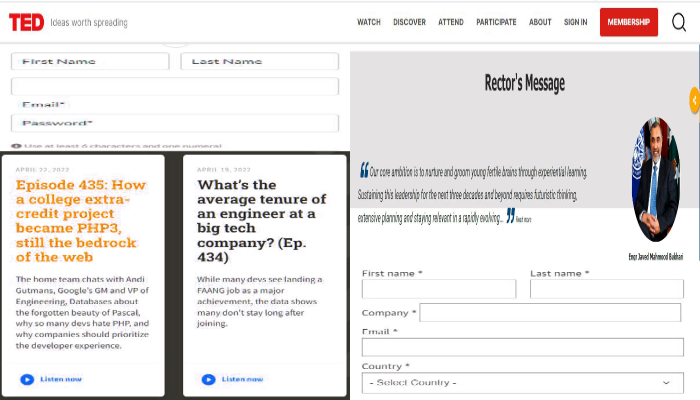 TED Ideas worth spreading WATCH DISCOVER ATTEND PARTICIPATE ABOUT SIGN IN MEMBERSHIP
First Name Last Name
Email*
Password*
Use at least 6 characters and one numeral
APRIL 22, 2022
Episode 435: How
a college extra-
credit project
became PHP3,
still the bedrock
of the web
The home team chats with Andi
Gutmans, Google's GM and VP of
Engineering, Databases about
the forgotten beauty of Pascal,
why so many devs hate PHP, and
why companies should prioritize
the developer experience.
Listen now
APRIL 19, 2022
What's the
average tenure of
an engineer at a
big tech
company? (Ep.
434)
While many devs see landing a
FAANG job as a major
achievement, the data shows
many don't stay long after
joining.
Listen now
Rector's Message
“ Our core ambition is to nurture and groom young fertile brains through experiential learning.
Sustaining this leadership for the next three decades and beyond requires futuristic thinking,
extensive planning and staying relevant in a rapidly evolving... ” Read more
Engr Javed Mahmood Bukhari
First name * Last name *
Company *
Email *
Country *
- Select Country -